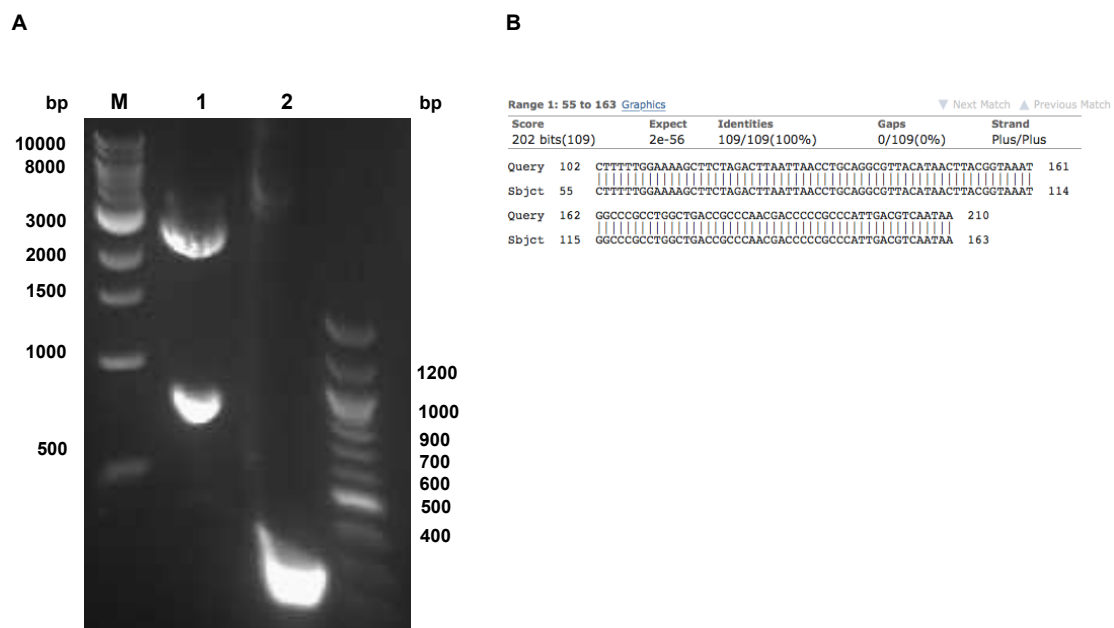 A
B
bp M 1 2 bp
10000
8000
3000
2000
1500
1000
500
1200
1000
900
700
600
500
400
Range 1: 55 to 163 Graphics ▼ Next Match ▲ Previous Match
Score Expect Identities Gaps Strand
202 bits(109) 2e-56 109/109(100%) 0/109(0%) Plus/Plus
Query 102 CTTTTTGGAAAAGCTTCTAGACTTAATTAACCTGCAGGCGTTACATAACTTACGGTAAAT 161
Sbjct 55 CTTTTTGGAAAAGCTTCTAGACTTAATTAACCTGCAGGCGTTACATAACTTACGGTAAAT 114
Query 162 GGCCCGCCTGGCTGACCGCCCAACGACCCCCGCCCATTGACGTCAATAA 210
Sbjct 115 GGCCCGCCTGGCTGACCGCCCAACGACCCCCGCCCATTGACGTCAATAA 163